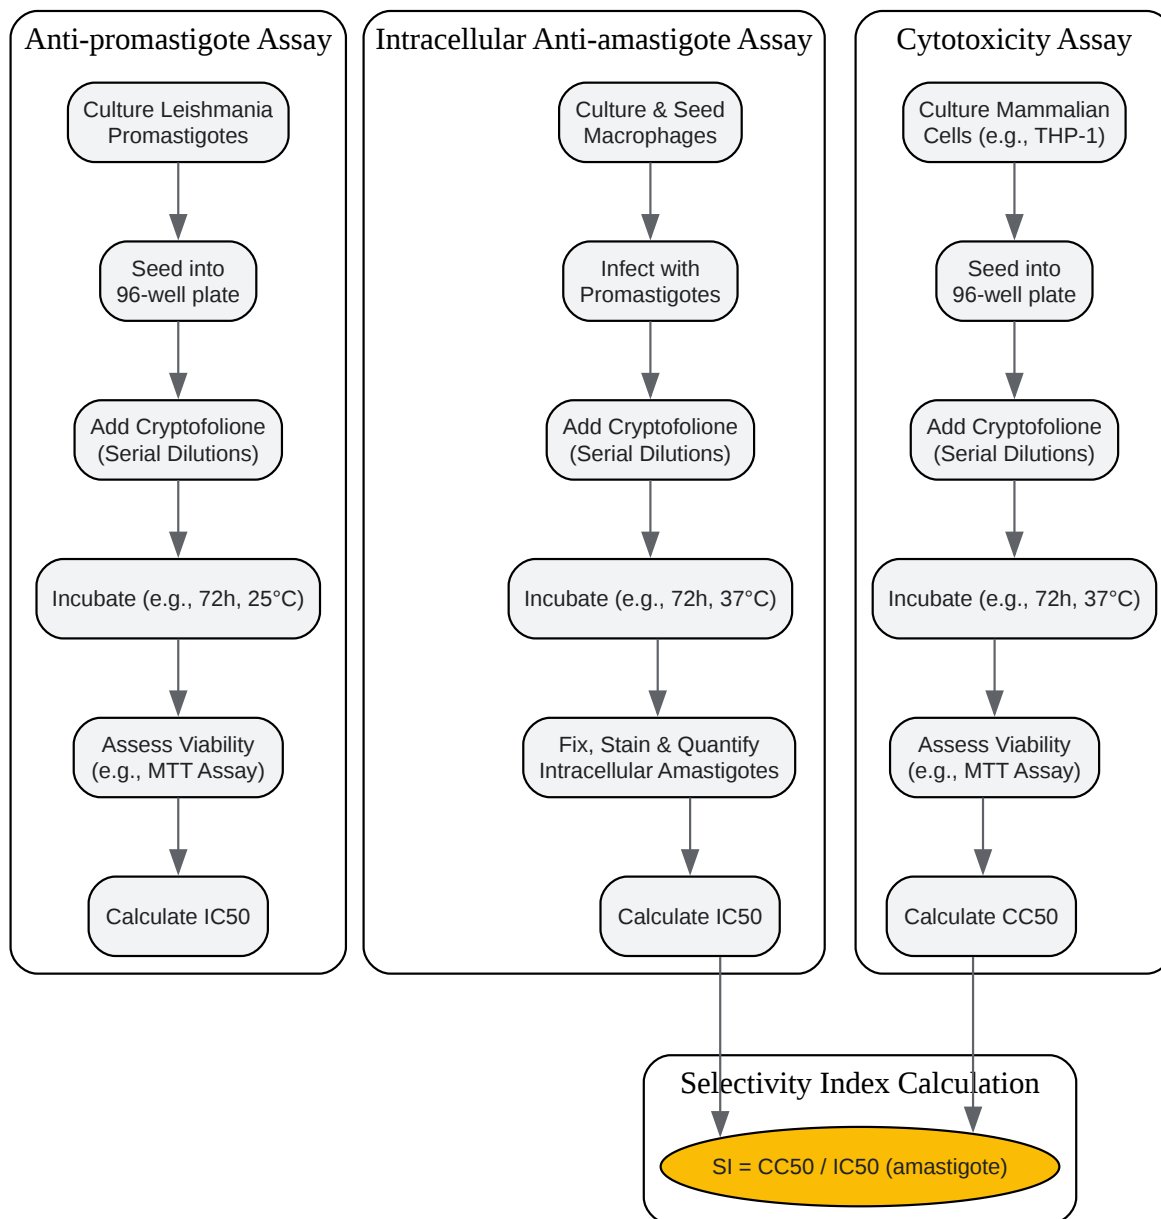 Anti-promastigote Assay
Culture Leishmania
Promastigotes
Seed into
96-well plate
Add Cryptofolione
(Serial Dilutions)
Incubate (e.g., 72h, 25°C)
Assess Viability
(e.g., MTT Assay)
Calculate IC50
Intracellular Anti-amastigote Assay
Culture & Seed
Macrophages
Infect with
Promastigotes
Add Cryptofolione
(Serial Dilutions)
Incubate (e.g., 72h, 37°C)
Fix, Stain & Quantify
Intracellular Amastigotes
Calculate IC50
Cytotoxicity Assay
Culture Mammalian
Cells (e.g., THP-1)
Seed into
96-well plate
Add Cryptofolione
(Serial Dilutions)
Incubate (e.g., 72h, 37°C)
Assess Viability
(e.g., MTT Assay)
Calculate CC50
Selectivity Index Calculation
SI = CC50 / IC50 (amastigote)